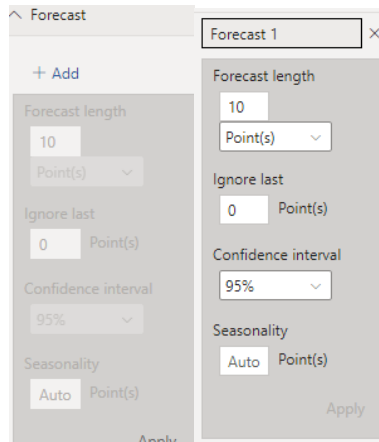 Forecast
+ Add
Forecast length
10
Point(s)
Ignore last
0 Point(s)
Confidence interval
95%
Seasonality
Auto Point(s)
Apply
Forecast 1
Forecast length
10
Point(s)
Ignore last
0 Point(s)
Confidence interval
95%
Seasonality
Auto Point(s)
Apply